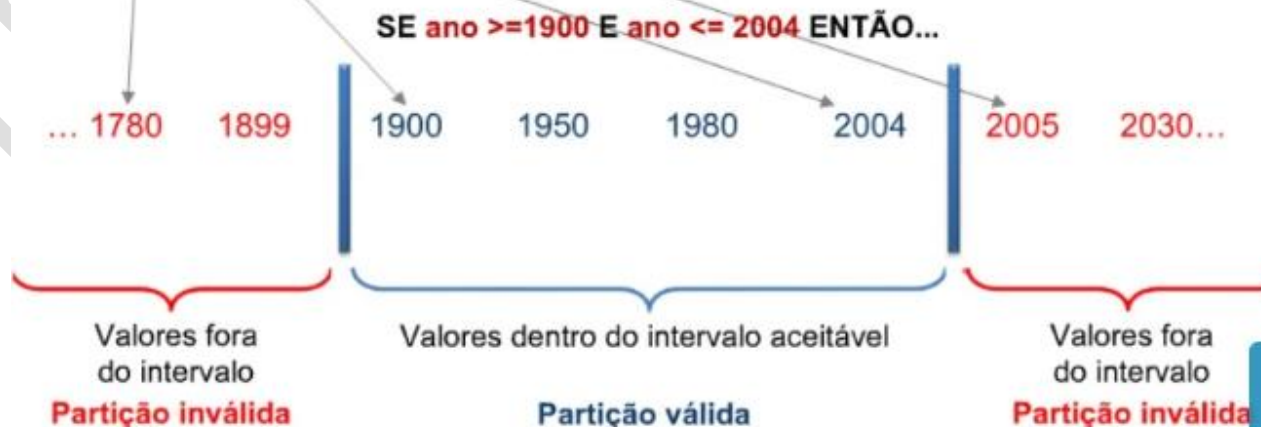 SE ano >=1900 E ano <= 2004 ENTÃO...
... 1780 1899 1900 1950 1980 2004 2005 2030...
Valores fora do intervalo
Partição inválida
Valores dentro do intervalo aceitável
Partição válida
Valores fora do intervalo
Partição inválida